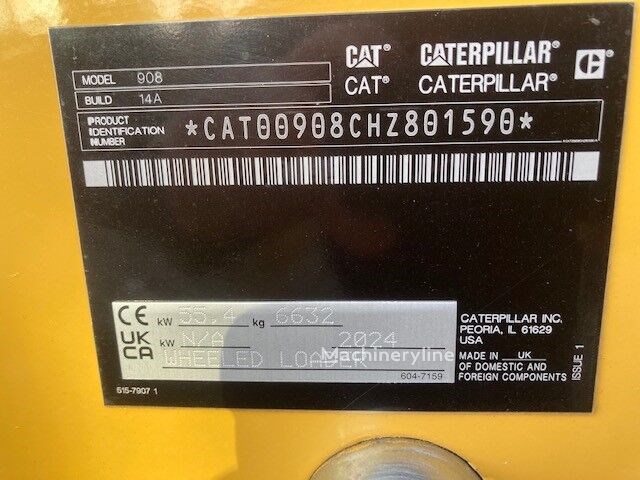 CAT® CATERPILLAR®
CAT® CATERPILLAR®
MODEL 908
BUILD 14A
PRODUCT IDENTIFICATION NUMBER *CAT00908CHZ801590*
CE kW 55.4 kg 6632
UKCA kW N/A 2024
WHEELED LOADER
Machineryline
604-7159
515-7907 1
CATERPILLAR INC.
PEORIA, IL 61629
USA
MADE IN UK
OF DOMESTIC AND
FOREIGN COMPONENTS
ISSUE 1